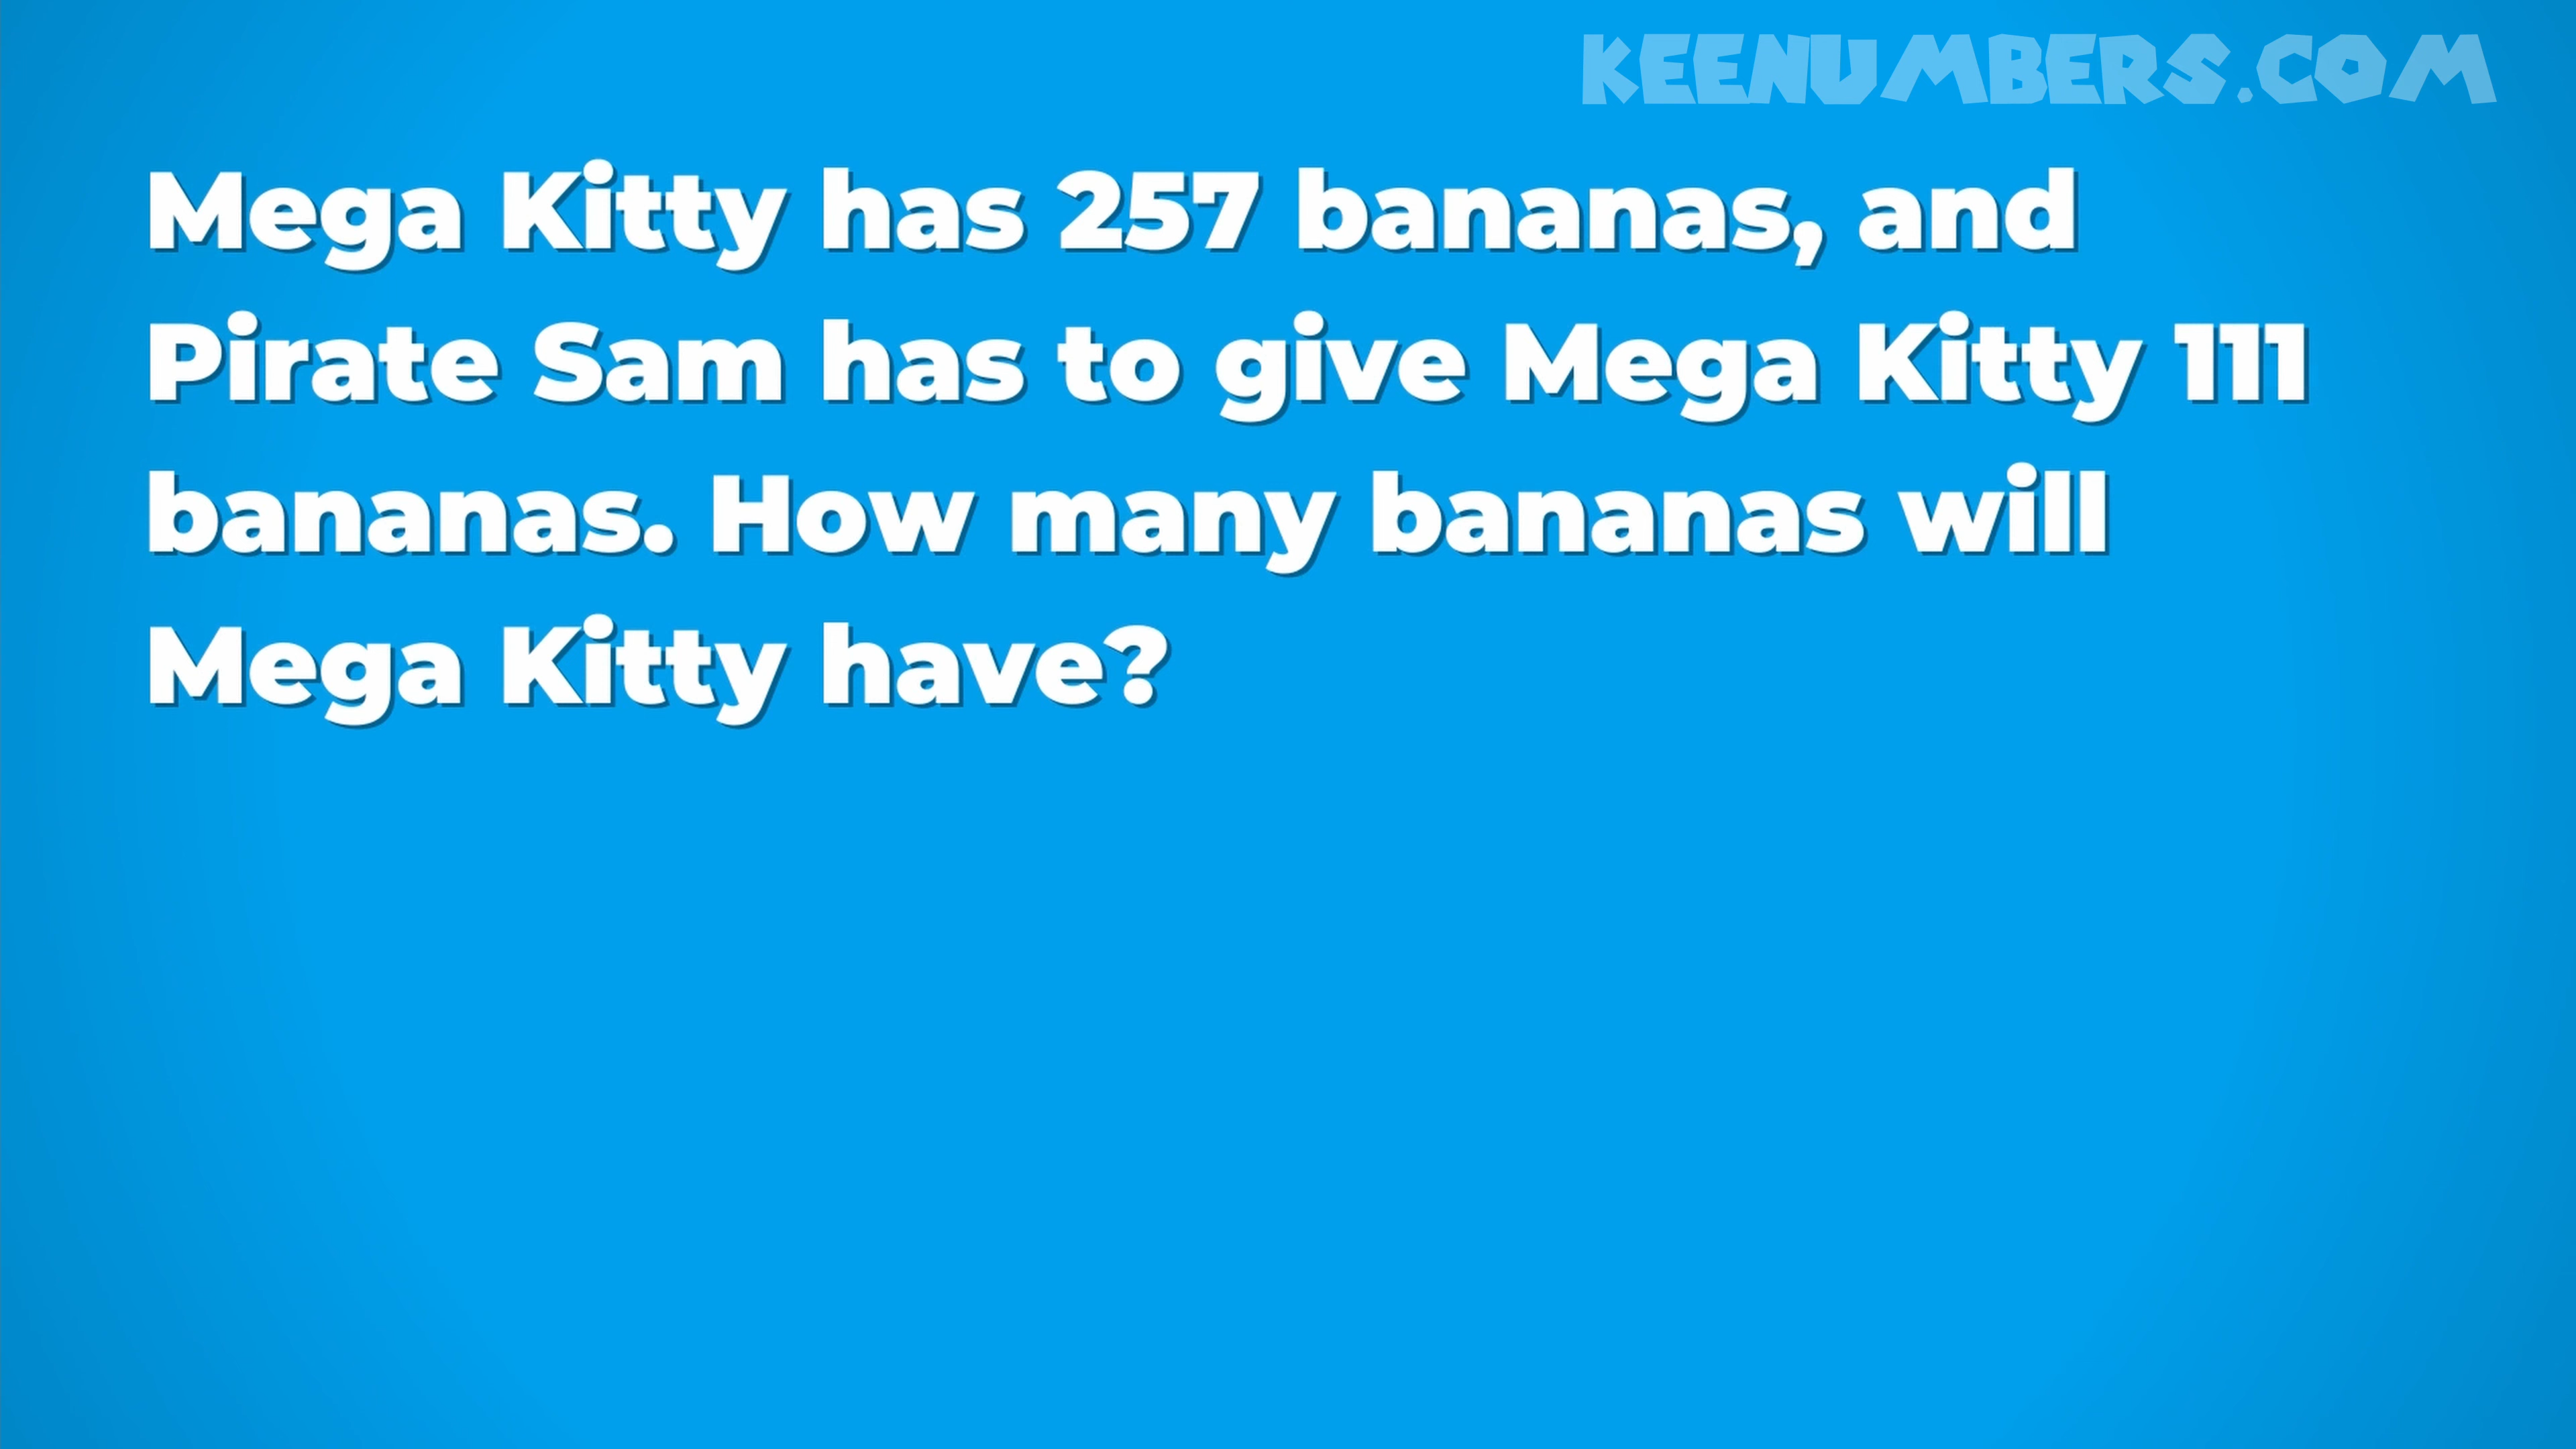 KEENUMBERS.COM
Mega Kitty has 257 bananas, and
Pirate Sam has to give Mega Kitty 111
bananas. How many bananas will
Mega Kitty have?